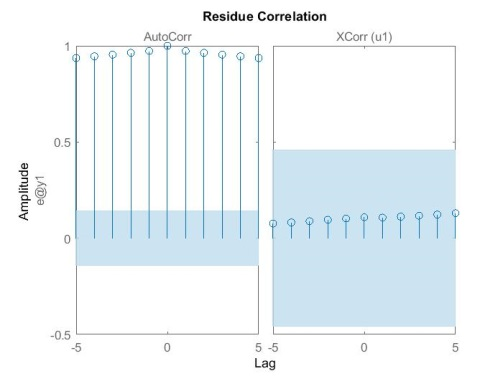 Residue Correlation
AutoCorr
XCorr (u1)
1
0.5
0
-0.5
Amplitude
e@y1
-5
0
5
-5
0
5
Lag